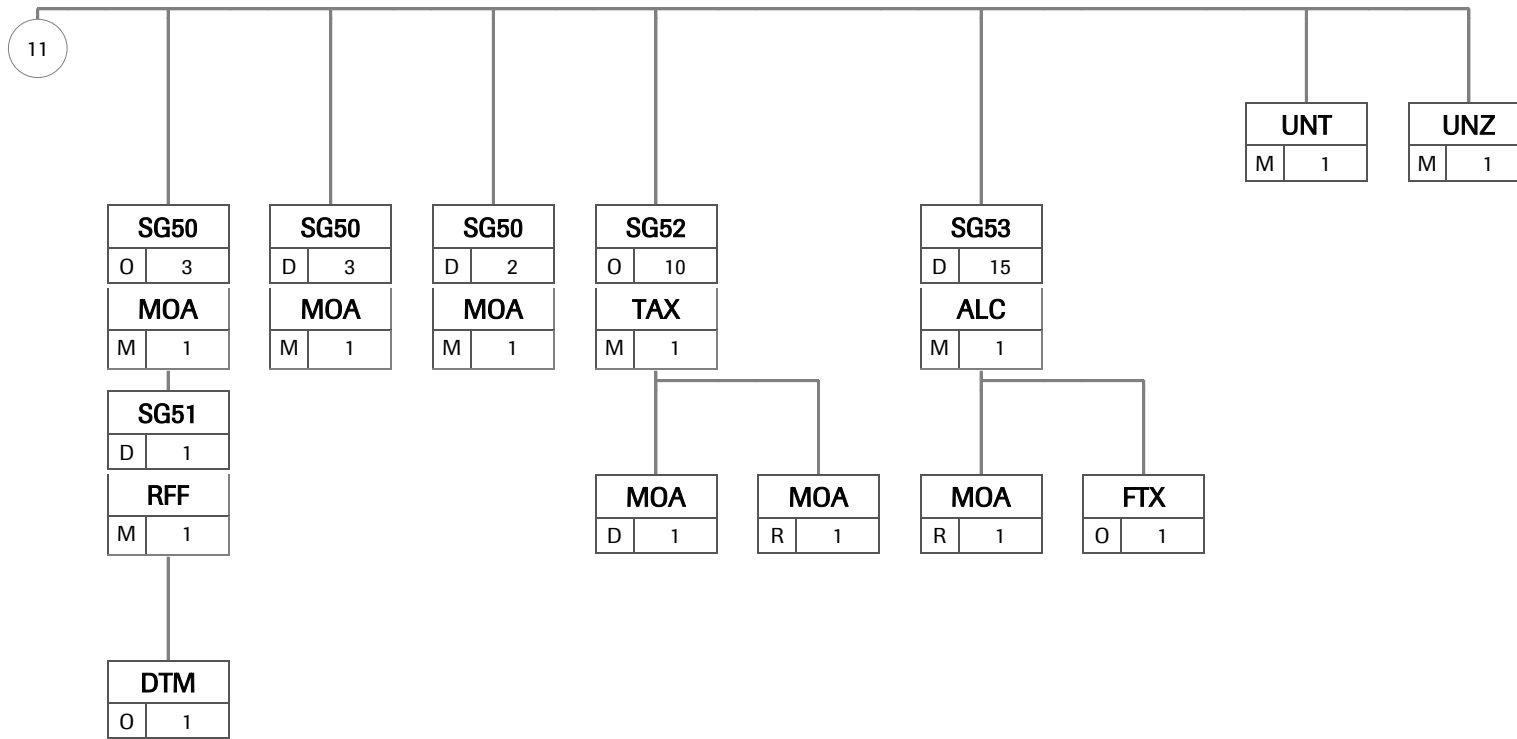 11
UNT
UNZ
M 1
M 1
SG50
SG50
SG50
SG52
SG53
O 3
D 3
D 2
O 10
D 15
MOA
MOA
MOA
TAX
ALC
M 1
M 1
M 1
M 1
M 1
SG51
D 1
RFF
MOA
MOA
MOA
FTX
M 1
D 1
R 1
R 1
O 1
DTM
O 1